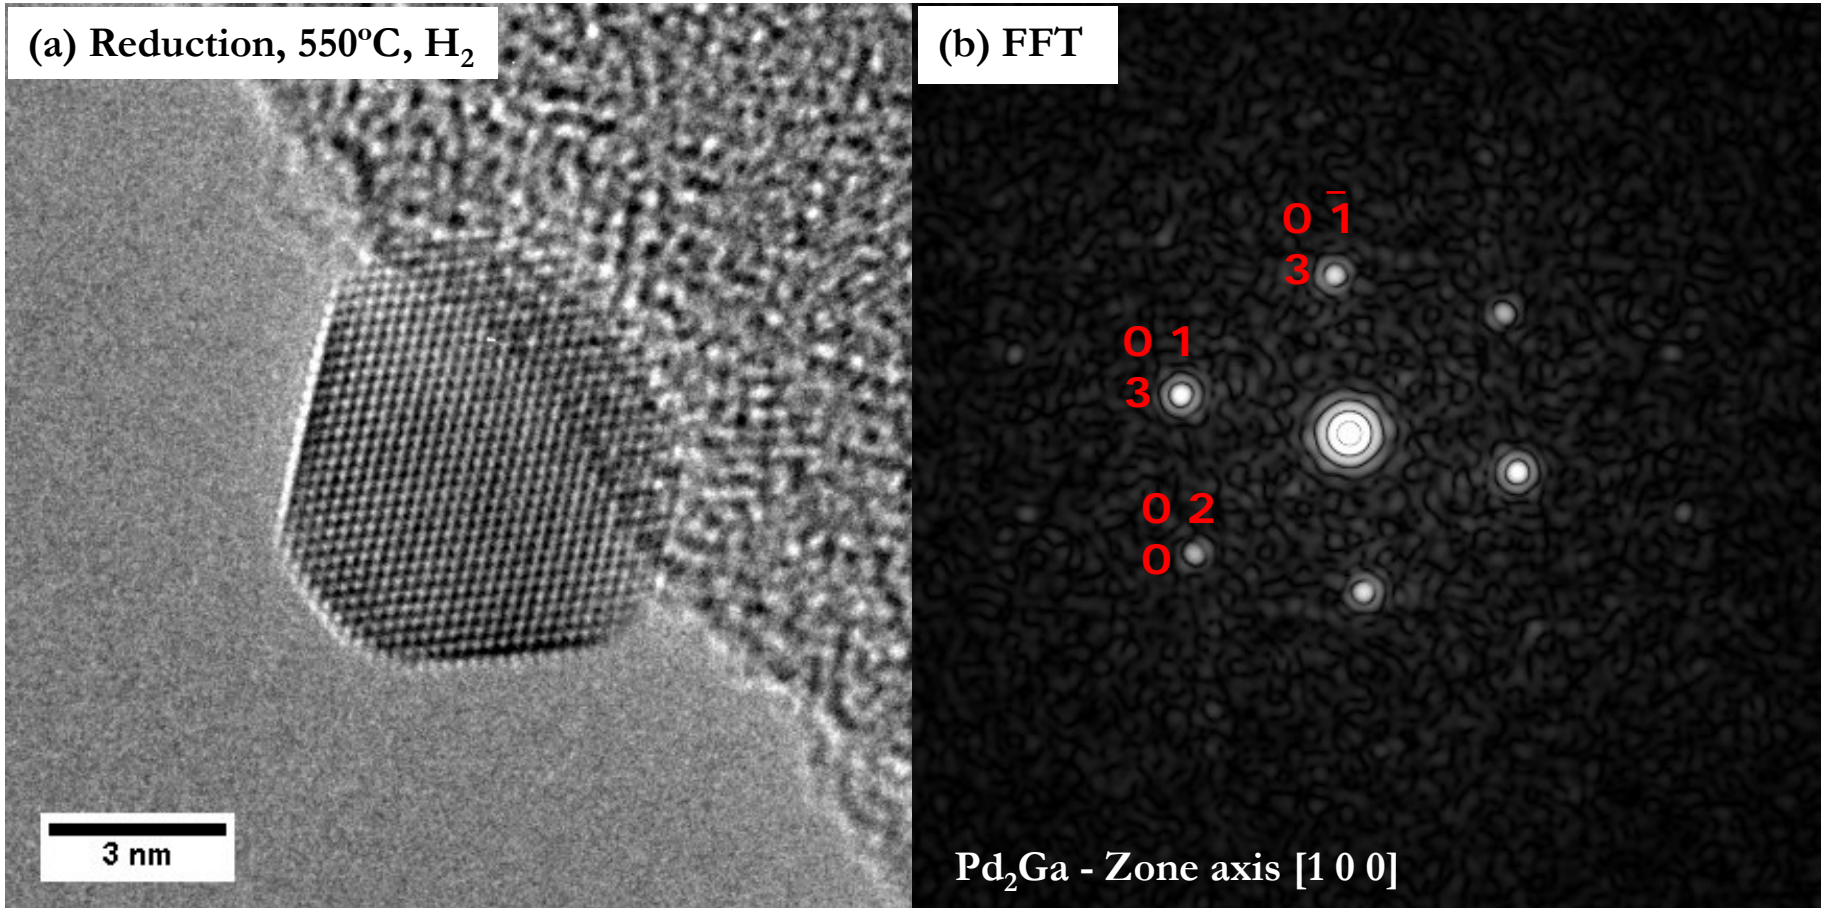 (a) Reduction, 550ºC, H₂
(b) FFT
0 1̅
3
0 1
3
0 2
0
3 nm
Pd₂Ga - Zone axis [1 0 0]